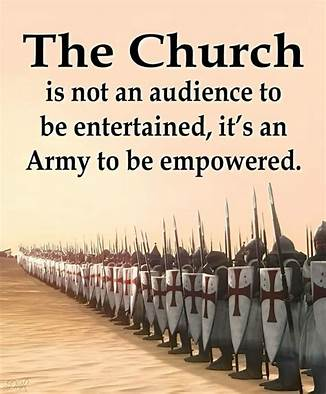 The Church
is not an audience to
be entertained, it's an
Army to be empowered.